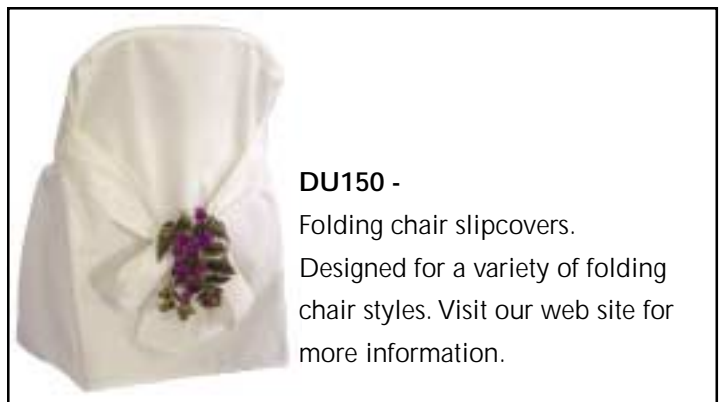 DU150 -
Folding chair slipcovers.
Designed for a variety of folding
chair styles. Visit our web site for
more information.